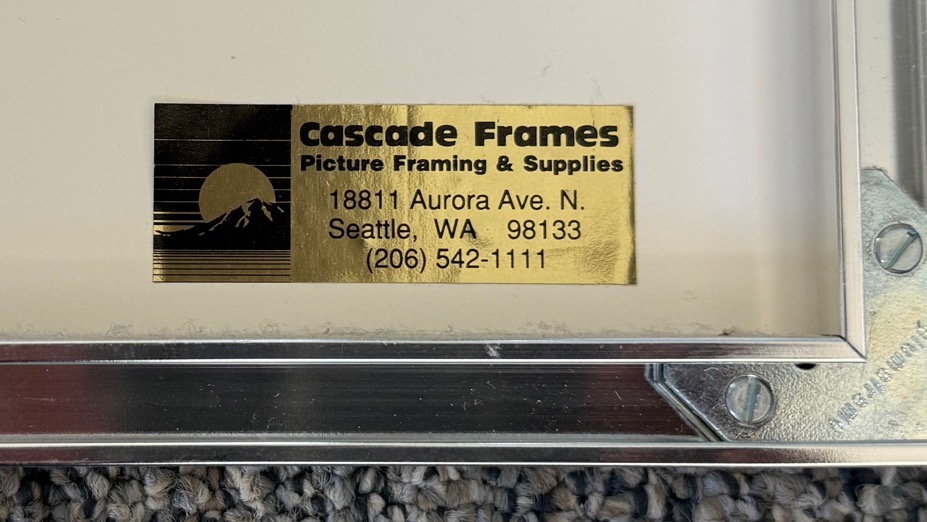 Cascade Frames
Picture Framing & Supplies
18811 Aurora Ave. N.
Seattle, WA 98133
(206) 542-1111